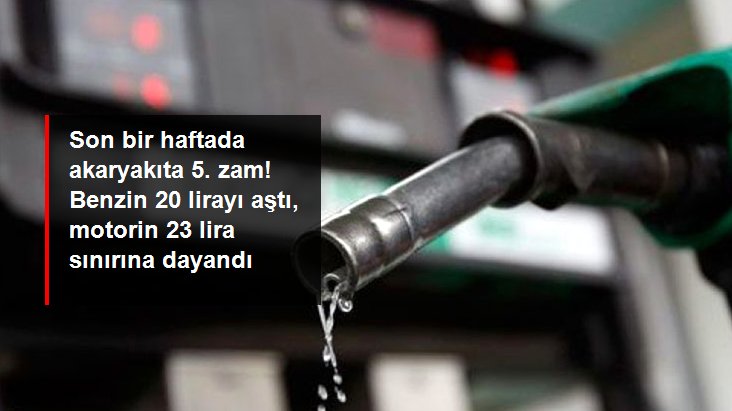 Son bir haftada
akaryakıta 5. zam!
Benzin 20 lirayı aştı,
motorin 23 lira
sınırına dayandı